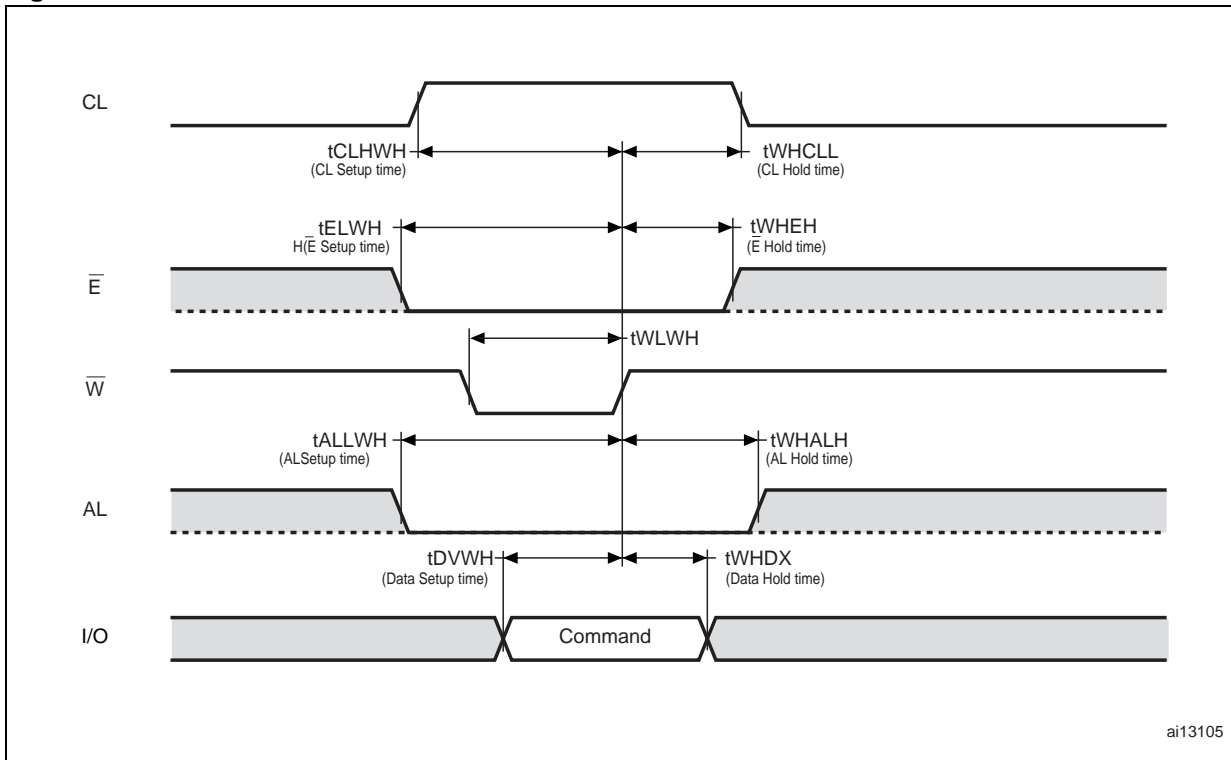 CL
tCLHWH
(CL Setup time)
tWHCLL
(CL Hold time)
tELWH
H(E̅ Setup time)
tWHEH
(E̅ Hold time)
E̅
tWLWH
W̅
tALLWH
(ALSetup time)
tWHALH
(AL Hold time)
AL
tDVWH
(Data Setup time)
tWHDX
(Data Hold time)
I/O
Command
ai13105